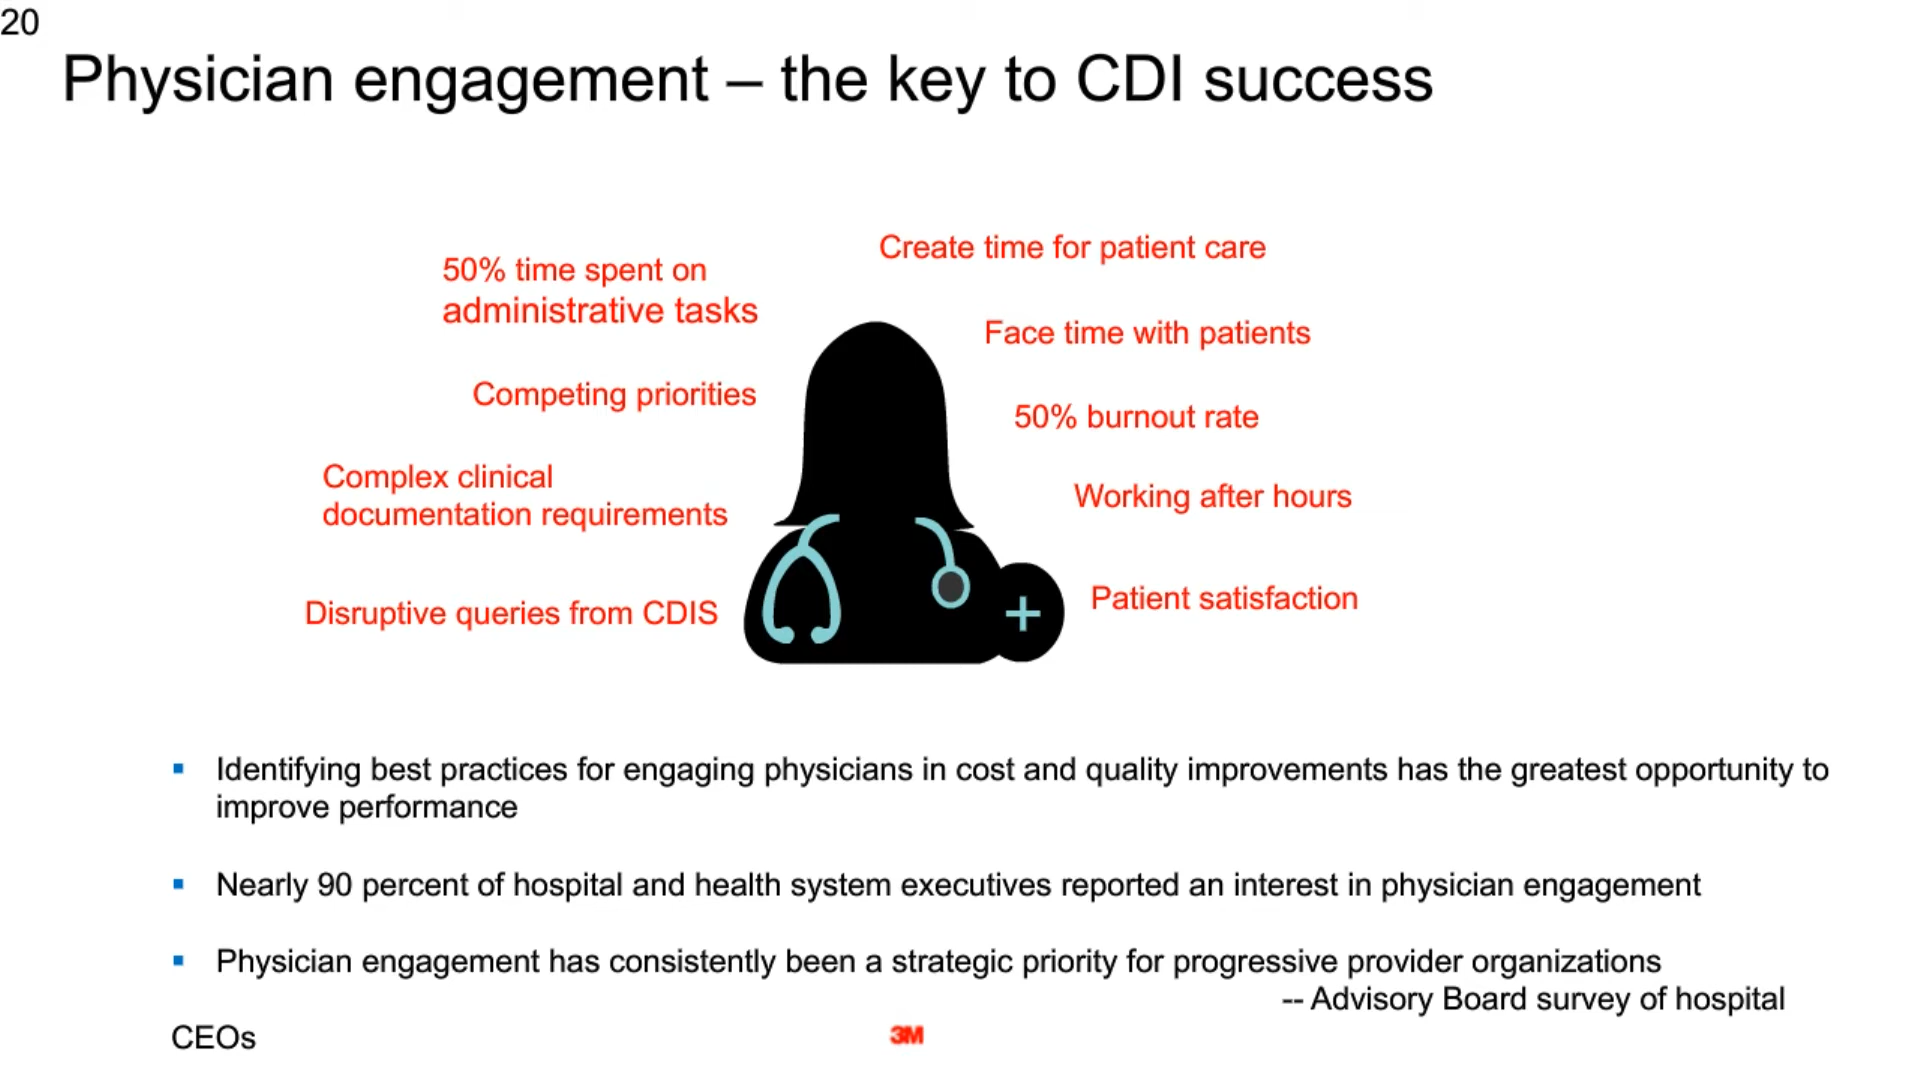 20
Physician engagement – the key to CDI success
50% time spent on
administrative tasks
Create time for patient care
Face time with patients
Competing priorities
50% burnout rate
Complex clinical
documentation requirements
Working after hours
Disruptive queries from CDIS
Patient satisfaction
Identifying best practices for engaging physicians in cost and quality improvements has the greatest opportunity to
improve performance
Nearly 90 percent of hospital and health system executives reported an interest in physician engagement
Physician engagement has consistently been a strategic priority for progressive provider organizations
-- Advisory Board survey of hospital
CEOs
3M